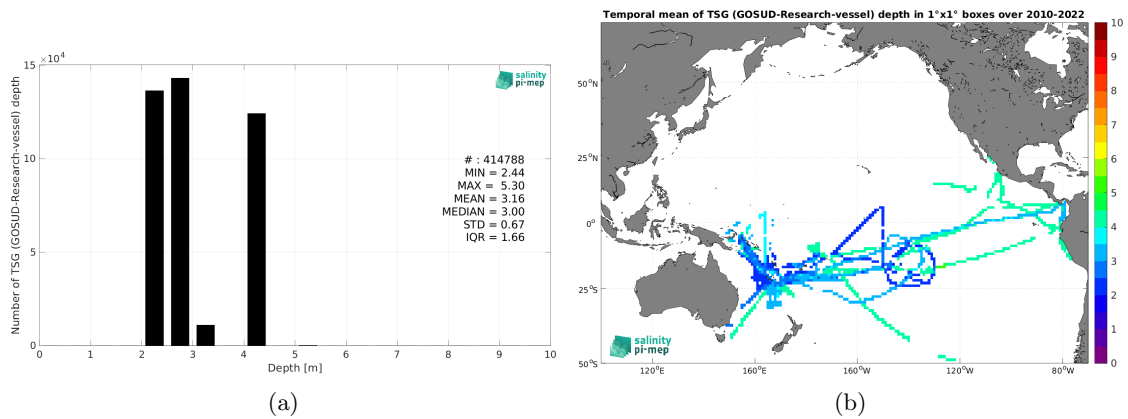 15 ×10⁴
10
5
0
Number of TSG (GOSUD-Research-vessel) depth
salinity
pi-mep
# : 414788
MIN = 2.44
MAX = 5.30
MEAN = 3.16
MEDIAN = 3.00
STD = 0.67
IQR = 1.66
0 1 2 3 4 5 6 7 8 9 10
Depth [m]
(a)
Temporal mean of TSG (GOSUD-Research-vessel) depth in 1°x1° boxes over 2010-2022
50°N
25°N
0°
25°S
50°S
120°E 160°E 160°W 120°W 80°W
salinity
pi-mep
10
9
8
7
6
5
4
3
2
1
0
(b)